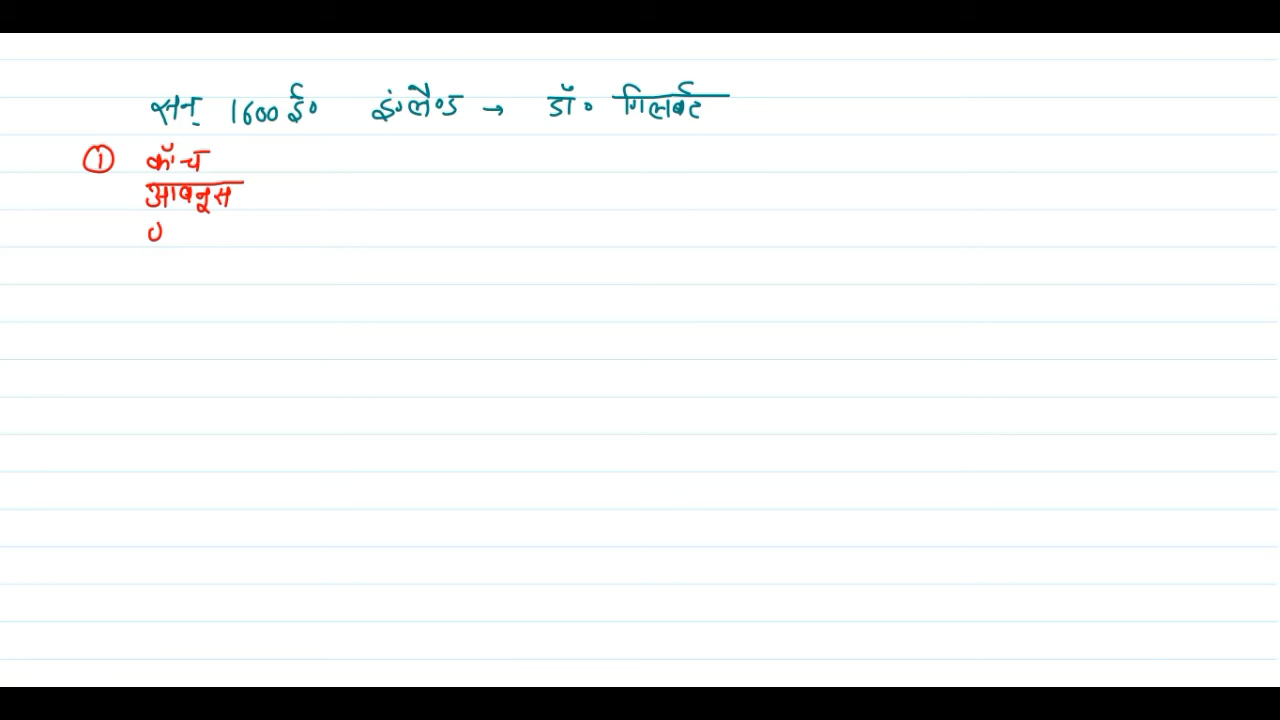 सन् 1600 ई० इंग्लैण्ड → डॉ० गिलबर्ट
① काँच
आबनूस